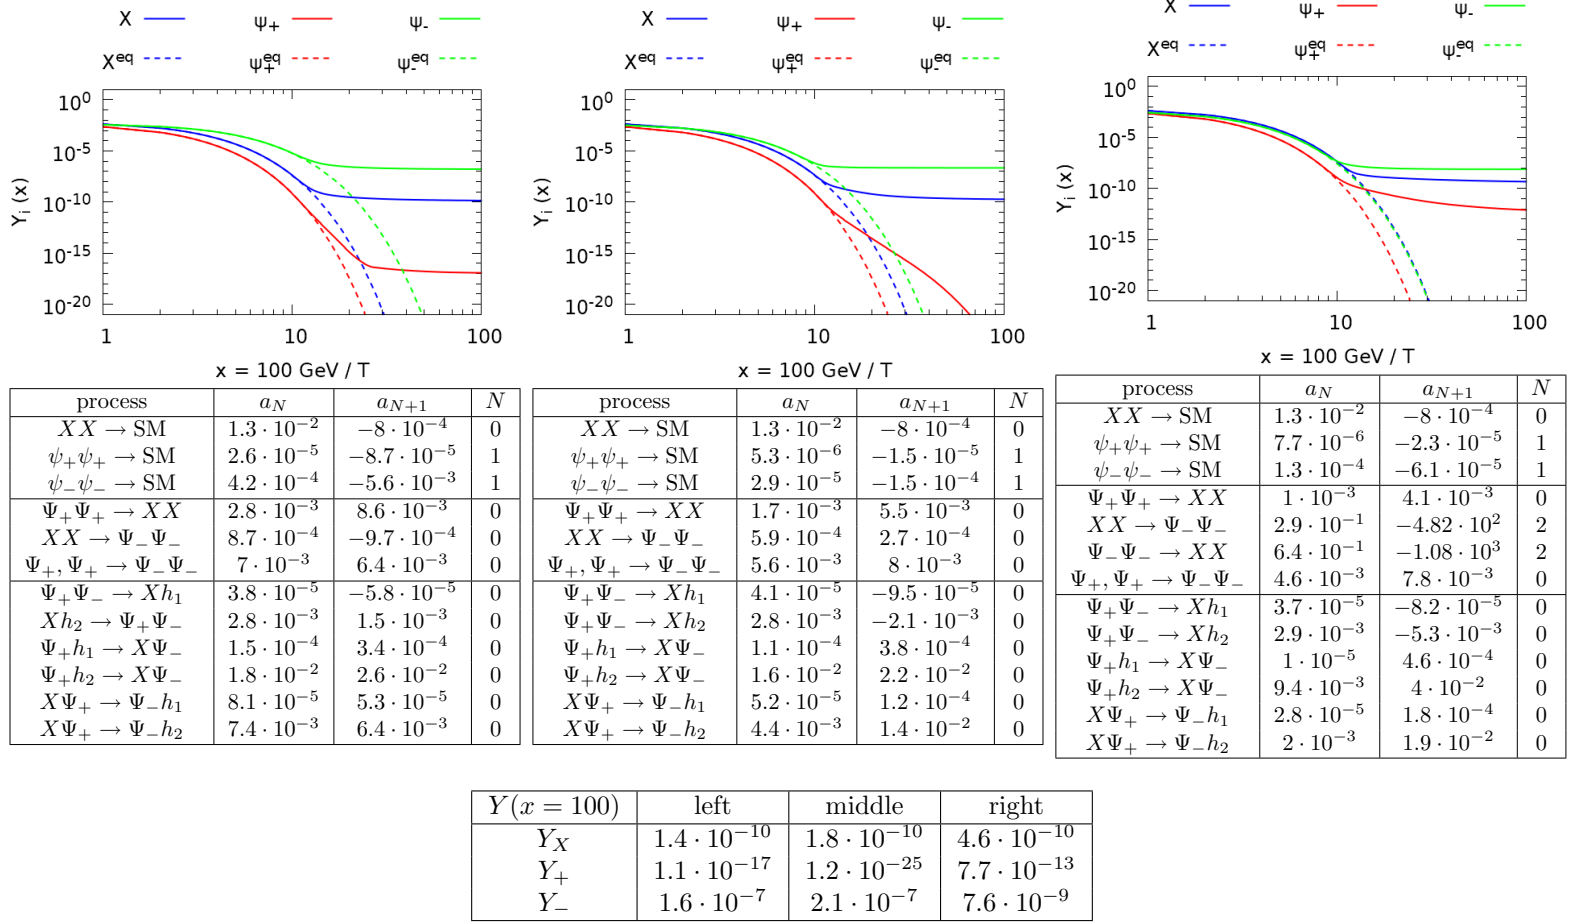 X ψ+ ψ-
X^eq ψ+^eq ψ-^eq
10^0
10^-5
10^-10
10^-15
10^-20
Y_i (x)
1 10 100
x = 100 GeV / T
process a_N a_{N+1} N
XX → SM 1.3 · 10^-2 −8 · 10^-4 0
ψ+ψ+ → SM 2.6 · 10^-5 −8.7 · 10^-5 1
ψ−ψ− → SM 4.2 · 10^-4 −5.6 · 10^-3 1
Ψ+Ψ+ → XX 2.8 · 10^-3 8.6 · 10^-3 0
XX → Ψ−Ψ− 8.7 · 10^-4 −9.7 · 10^-4 0
Ψ+, Ψ+ → Ψ−Ψ− 7 · 10^-3 6.4 · 10^-3 0
Ψ+Ψ− → Xh1 3.8 · 10^-5 −5.8 · 10^-5 0
Xh2 → Ψ+Ψ− 2.8 · 10^-3 1.5 · 10^-3 0
Ψ+h1 → XΨ− 1.5 · 10^-4 3.4 · 10^-4 0
Ψ+h2 → XΨ− 1.8 · 10^-2 2.6 · 10^-2 0
XΨ+ → Ψ−h1 8.1 · 10^-5 5.3 · 10^-5 0
XΨ+ → Ψ−h2 7.4 · 10^-3 6.4 · 10^-3 0
X ψ+ ψ-
X^eq ψ+^eq ψ-^eq
10^0
10^-5
10^-10
10^-15
10^-20
Y_i (x)
1 10 100
x = 100 GeV / T
process a_N a_{N+1} N
XX → SM 1.3 · 10^-2 −8 · 10^-4 0
ψ+ψ+ → SM 5.3 · 10^-6 −1.5 · 10^-5 1
ψ−ψ− → SM 2.9 · 10^-5 −1.5 · 10^-4 1
Ψ+Ψ+ → XX 1.7 · 10^-3 5.5 · 10^-3 0
XX → Ψ−Ψ− 5.9 · 10^-4 2.7 · 10^-4 0
Ψ+, Ψ+ → Ψ−Ψ− 5.6 · 10^-3 8 · 10^-3 0
Ψ+Ψ− → Xh1 4.1 · 10^-5 −9.5 · 10^-5 0
Ψ+Ψ− → Xh2 2.8 · 10^-3 −2.1 · 10^-3 0
Ψ+h1 → XΨ− 1.1 · 10^-4 3.8 · 10^-4 0
Ψ+h2 → XΨ− 1.6 · 10^-2 2.2 · 10^-2 0
XΨ+ → Ψ−h1 5.2 · 10^-5 1.2 · 10^-4 0
XΨ+ → Ψ−h2 4.4 · 10^-3 1.4 · 10^-2 0
X ψ+ ψ-
X^eq ψ+^eq ψ-^eq
10^0
10^-5
10^-10
10^-15
10^-20
Y_i (x)
1 10 100
x = 100 GeV / T
process a_N a_{N+1} N
XX → SM 1.3 · 10^-2 −8 · 10^-4 0
ψ+ψ+ → SM 7.7 · 10^-6 −2.3 · 10^-5 1
ψ−ψ− → SM 1.3 · 10^-4 −6.1 · 10^-5 1
Ψ+Ψ+ → XX 1 · 10^-3 4.1 · 10^-3 0
XX → Ψ−Ψ− 2.9 · 10^-1 −4.82 · 10^2 2
Ψ−Ψ− → XX 6.4 · 10^-1 −1.08 · 10^3 2
Ψ+, Ψ+ → Ψ−Ψ− 4.6 · 10^-3 7.8 · 10^-3 0
Ψ+Ψ− → Xh1 3.7 · 10^-5 −8.2 · 10^-5 0
Ψ+Ψ− → Xh2 2.9 · 10^-3 −5.3 · 10^-3 0
Ψ+h1 → XΨ− 1 · 10^-5 4.6 · 10^-4 0
Ψ+h2 → XΨ− 9.4 · 10^-3 4 · 10^-2 0
XΨ+ → Ψ−h1 2.8 · 10^-5 1.8 · 10^-4 0
XΨ+ → Ψ−h2 2 · 10^-3 1.9 · 10^-2 0
Y(x = 100) left middle right
Y_X 1.4 · 10^-10 1.8 · 10^-10 4.6 · 10^-10
Y_+ 1.1 · 10^-17 1.2 · 10^-25 7.7 · 10^-13
Y_− 1.6 · 10^-7 2.1 · 10^-7 7.6 · 10^-9